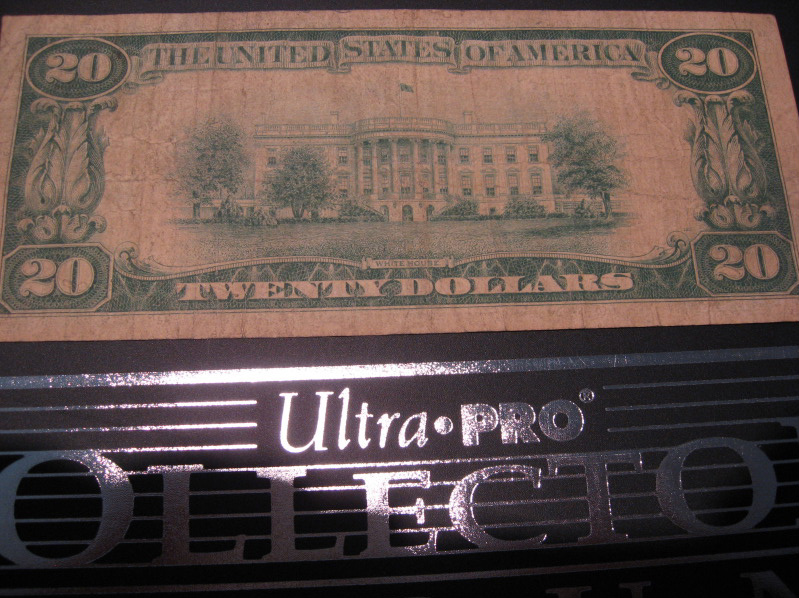 20 THE UNITED STATES OF AMERICA 20
WHITE HOUSE
20 TWENTY DOLLARS 20
Ultra•PRO®
OLLECTO